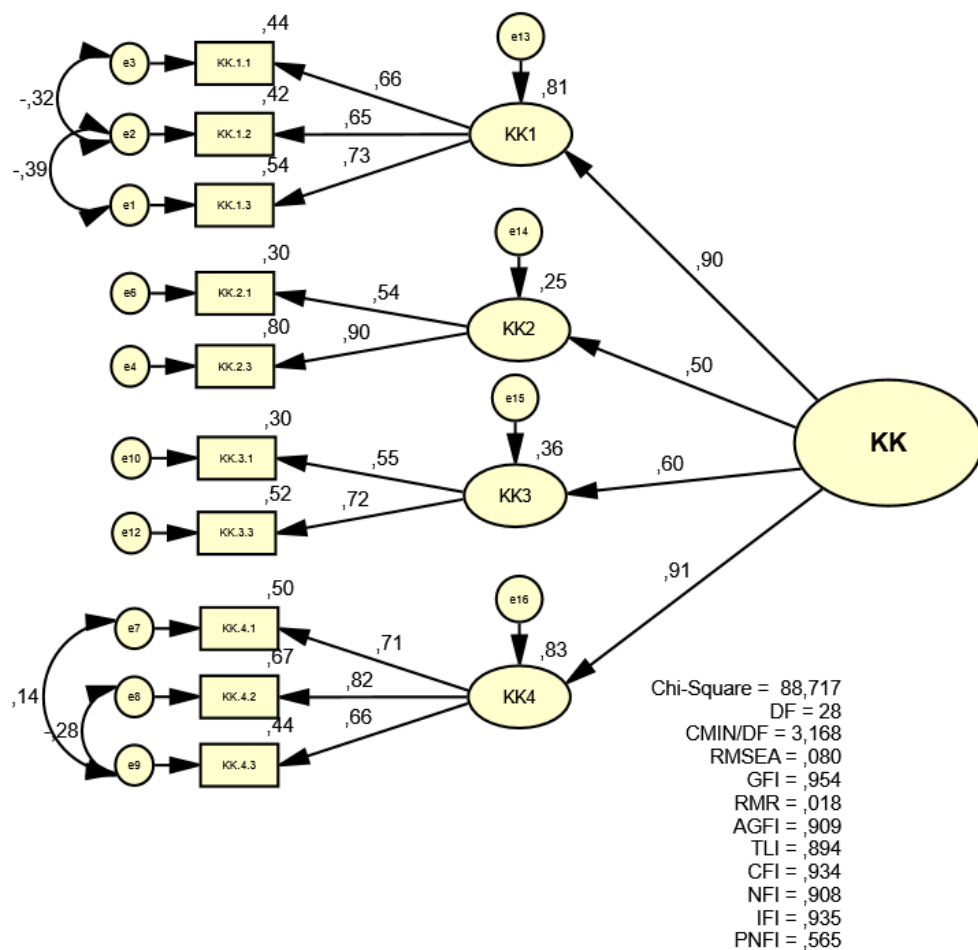 ,44
e3
KK.1.1
,66
e13
,81
-,32
,42
e2
KK.1.2
,65
KK1
-,39
,54
e1
KK.1.3
,73
,90
e14
,30
e6
KK.2.1
,54
,25
,80
e4
KK.2.3
,90
KK2
,50
e15
,30
e10
KK.3.1
,55
,36
,52
e12
KK.3.3
,72
KK3
,60
KK
,91
e16
,50
e7
KK.4.1
,71
,83
,14
,67
e8
KK.4.2
,82
KK4
-,28
,44
e9
KK.4.3
,66
Chi-Square = 88,717
DF = 28
CMIN/DF = 3,168
RMSEA = ,080
GFI = ,954
RMR = ,018
AGFI = ,909
TLI = ,894
CFI = ,934
NFI = ,908
IFI = ,935
PNFI = ,565